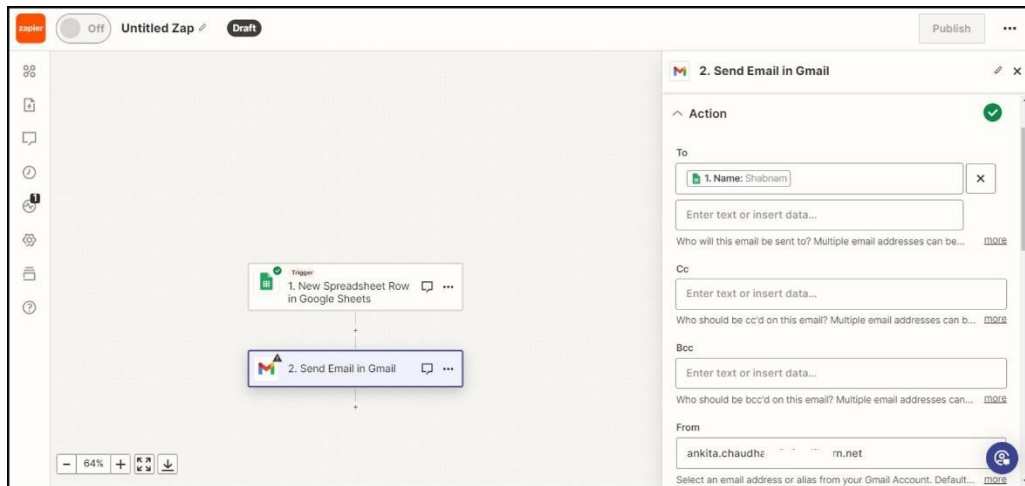 zapier
Off
Untitled Zap
Draft
Publish
1
Trigger
1. New Spreadsheet Row
in Google Sheets
2. Send Email in Gmail
64%
2. Send Email in Gmail
Action
To
1. Name: Shabnam
Enter text or insert data...
Who will this email be sent to? Multiple email addresses can be... more
Cc
Enter text or insert data...
Who should be cc'd on this email? Multiple email addresses can b... more
Bcc
Enter text or insert data...
Who should be bcc'd on this email? Multiple email addresses can... more
From
ankita.chaudha rn.net
Select an email address or alias from your Gmail Account. Default... more